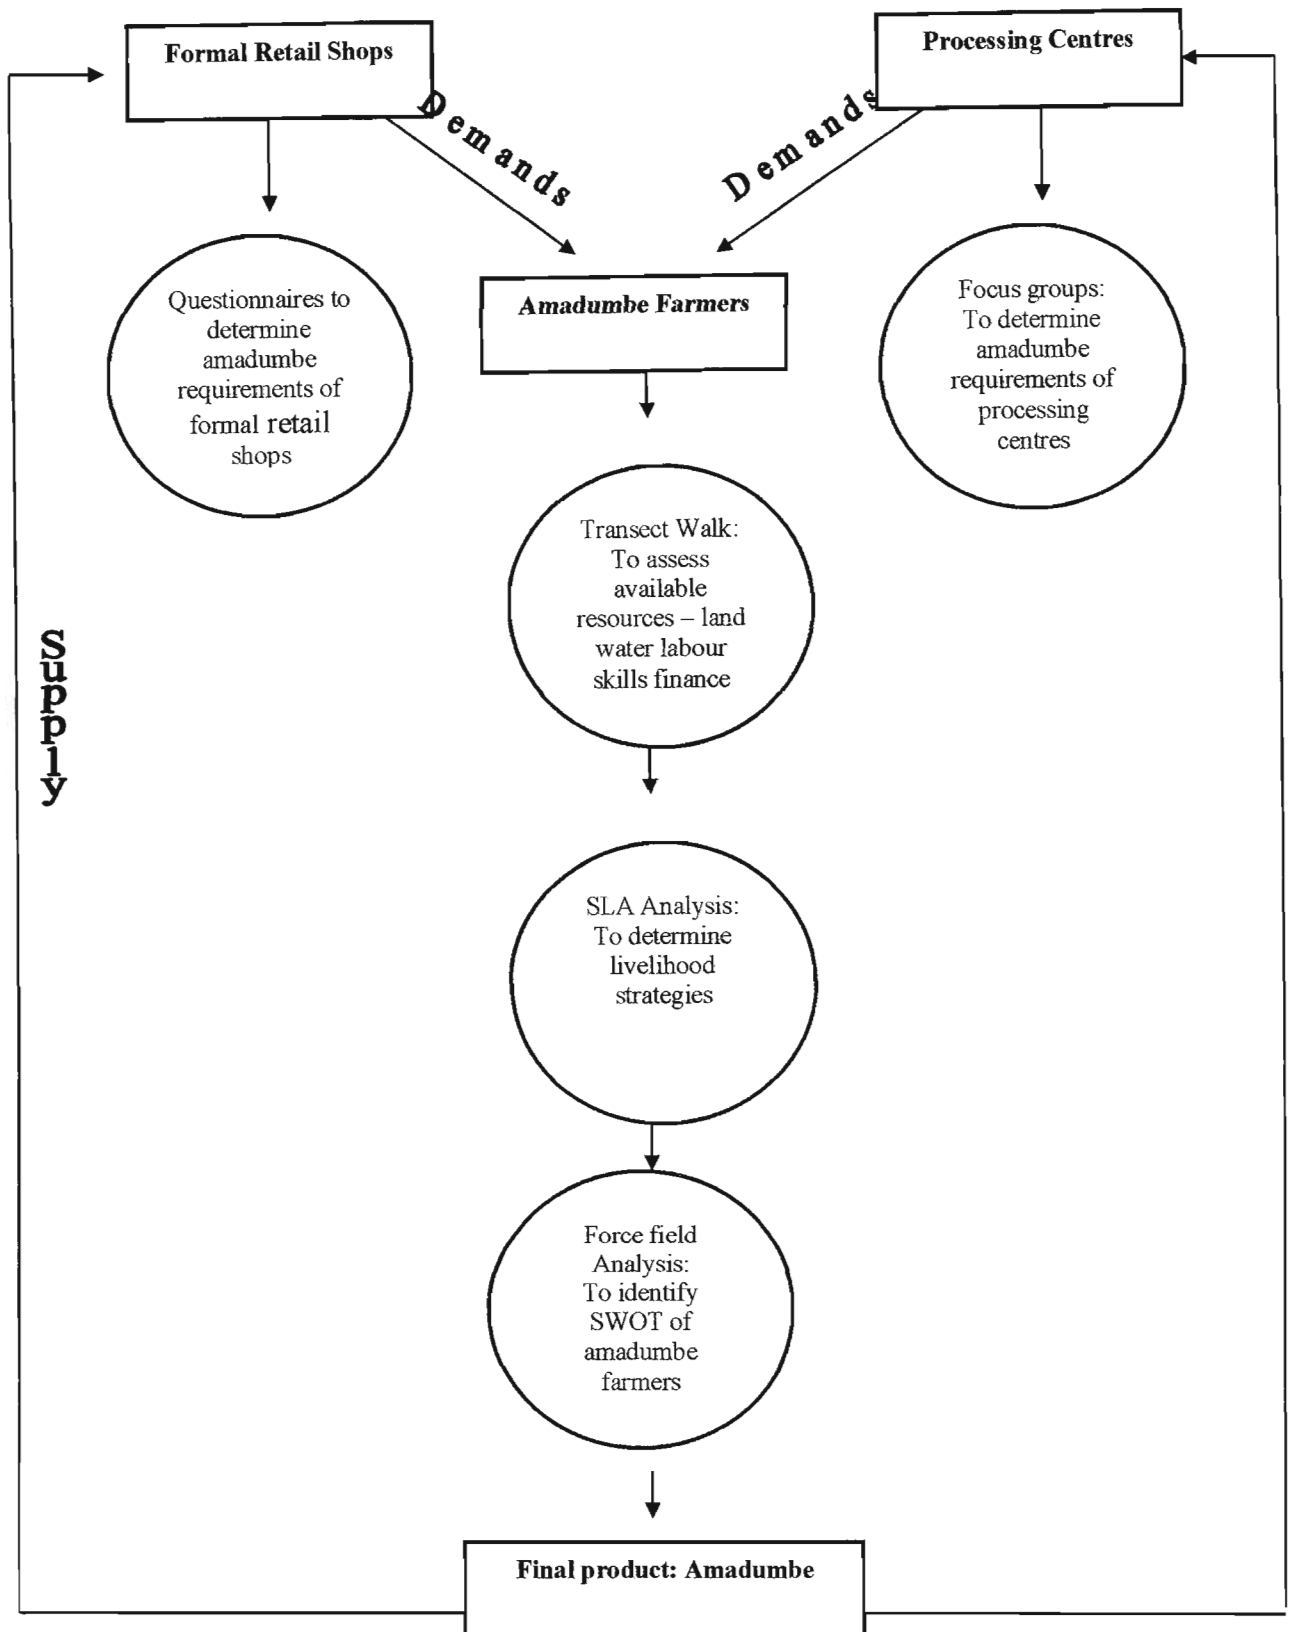 Formal Retail Shops
Processing Centres
Demands
Demands
Questionnaires to
determine
amadumbe
requirements of
formal retail
shops
Amadumbe Farmers
Focus groups:
To determine
amadumbe
requirements of
processing
centres
Transect Walk:
To assess
available
resources – land
water labour
skills finance
Supply
SLA Analysis:
To determine
livelihood
strategies
Force field
Analysis:
To identify
SWOT of
amadumbe
farmers
Final product: Amadumbe